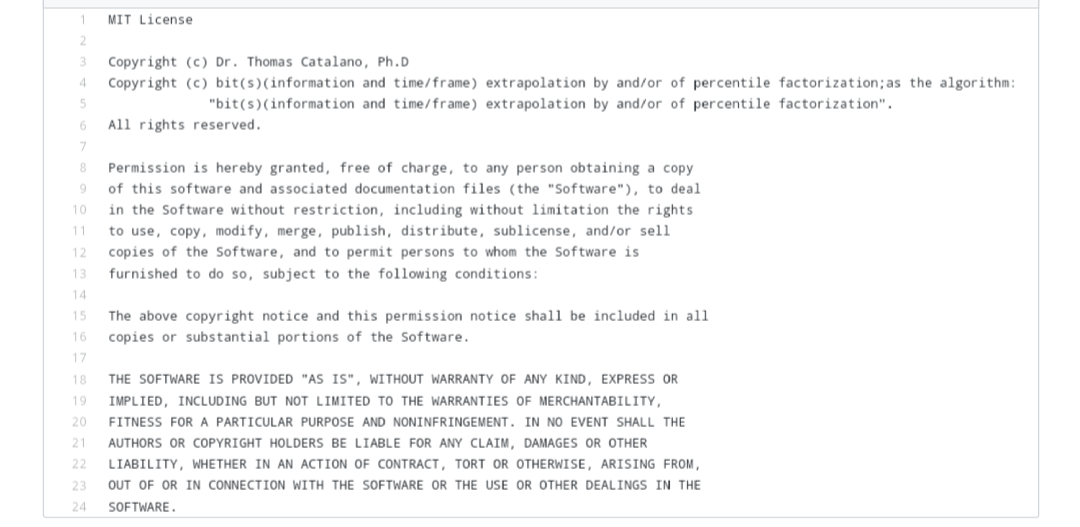 1 MIT License
2
3 Copyright (c) Dr. Thomas Catalano, Ph.D
4 Copyright (c) bit(s)(information and time/frame) extrapolation by and/or of percentile factorization;as the algorithm:
5 "bit(s)(information and time/frame) extrapolation by and/or of percentile factorization".
6 All rights reserved.
7
8 Permission is hereby granted, free of charge, to any person obtaining a copy
9 of this software and associated documentation files (the "Software"), to deal
10 in the Software without restriction, including without limitation the rights
11 to use, copy, modify, merge, publish, distribute, sublicense, and/or sell
12 copies of the Software, and to permit persons to whom the Software is
13 furnished to do so, subject to the following conditions:
14
15 The above copyright notice and this permission notice shall be included in all
16 copies or substantial portions of the Software.
17
18 THE SOFTWARE IS PROVIDED "AS IS", WITHOUT WARRANTY OF ANY KIND, EXPRESS OR
19 IMPLIED, INCLUDING BUT NOT LIMITED TO THE WARRANTIES OF MERCHANTABILITY,
20 FITNESS FOR A PARTICULAR PURPOSE AND NONINFRINGEMENT. IN NO EVENT SHALL THE
21 AUTHORS OR COPYRIGHT HOLDERS BE LIABLE FOR ANY CLAIM, DAMAGES OR OTHER
22 LIABILITY, WHETHER IN AN ACTION OF CONTRACT, TORT OR OTHERWISE, ARISING FROM,
23 OUT OF OR IN CONNECTION WITH THE SOFTWARE OR THE USE OR OTHER DEALINGS IN THE
24 SOFTWARE.